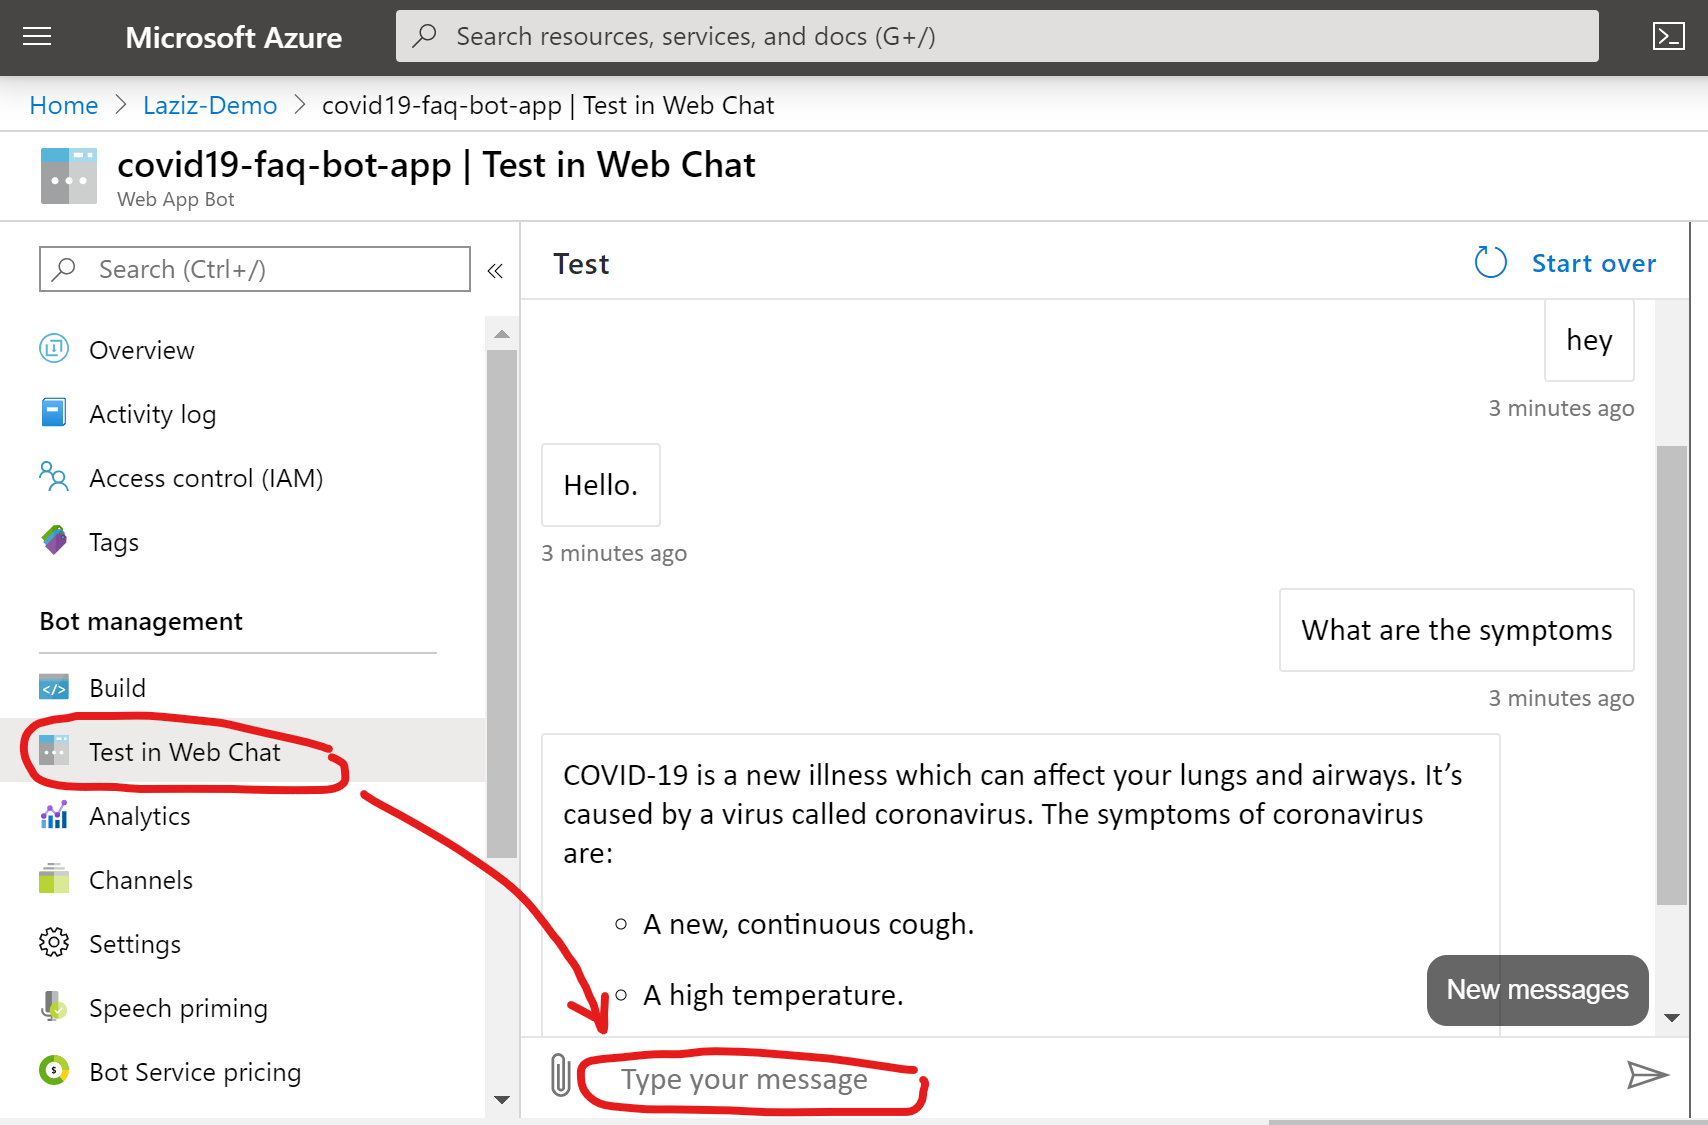 Microsoft Azure
Search resources, services, and docs (G+/)
Home > Laziz-Demo > covid19-faq-bot-app | Test in Web Chat
covid19-faq-bot-app | Test in Web Chat
Web App Bot
Search (Ctrl+/)
«
Overview
Activity log
Access control (IAM)
Tags
Bot management
Build
Test in Web Chat
Analytics
Channels
Settings
Speech priming
Bot Service pricing
Test
Start over
hey
3 minutes ago
Hello.
3 minutes ago
What are the symptoms
3 minutes ago
COVID-19 is a new illness which can affect your lungs and airways. It’s
caused by a virus called coronavirus. The symptoms of coronavirus
are:
○ A new, continuous cough.
○ A high temperature.
New messages
Type your message